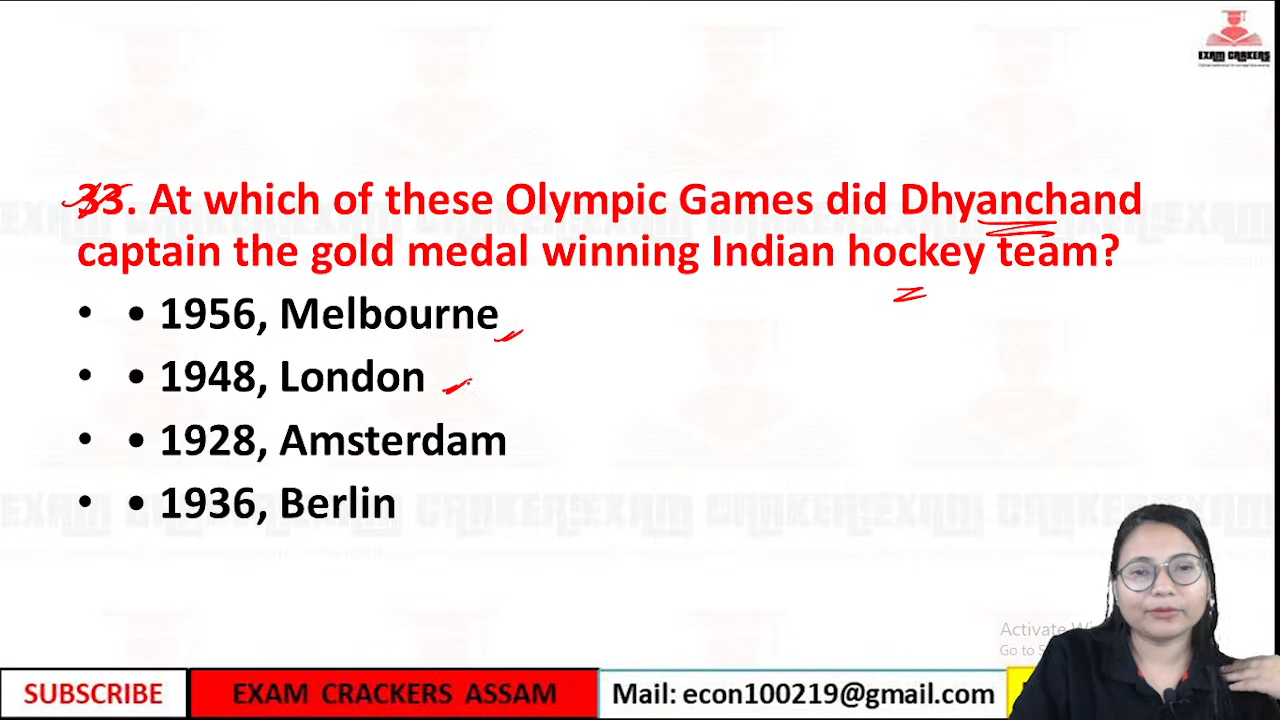 EXAM CRAKERS
33. At which of these Olympic Games did Dhyanchand
captain the gold medal winning Indian hockey team?
• • 1956, Melbourne
• • 1948, London
• • 1928, Amsterdam
• • 1936, Berlin
Activate
Go to
SUBSCRIBE
EXAM CRACKERS ASSAM
Mail: econ100219@gmail.com